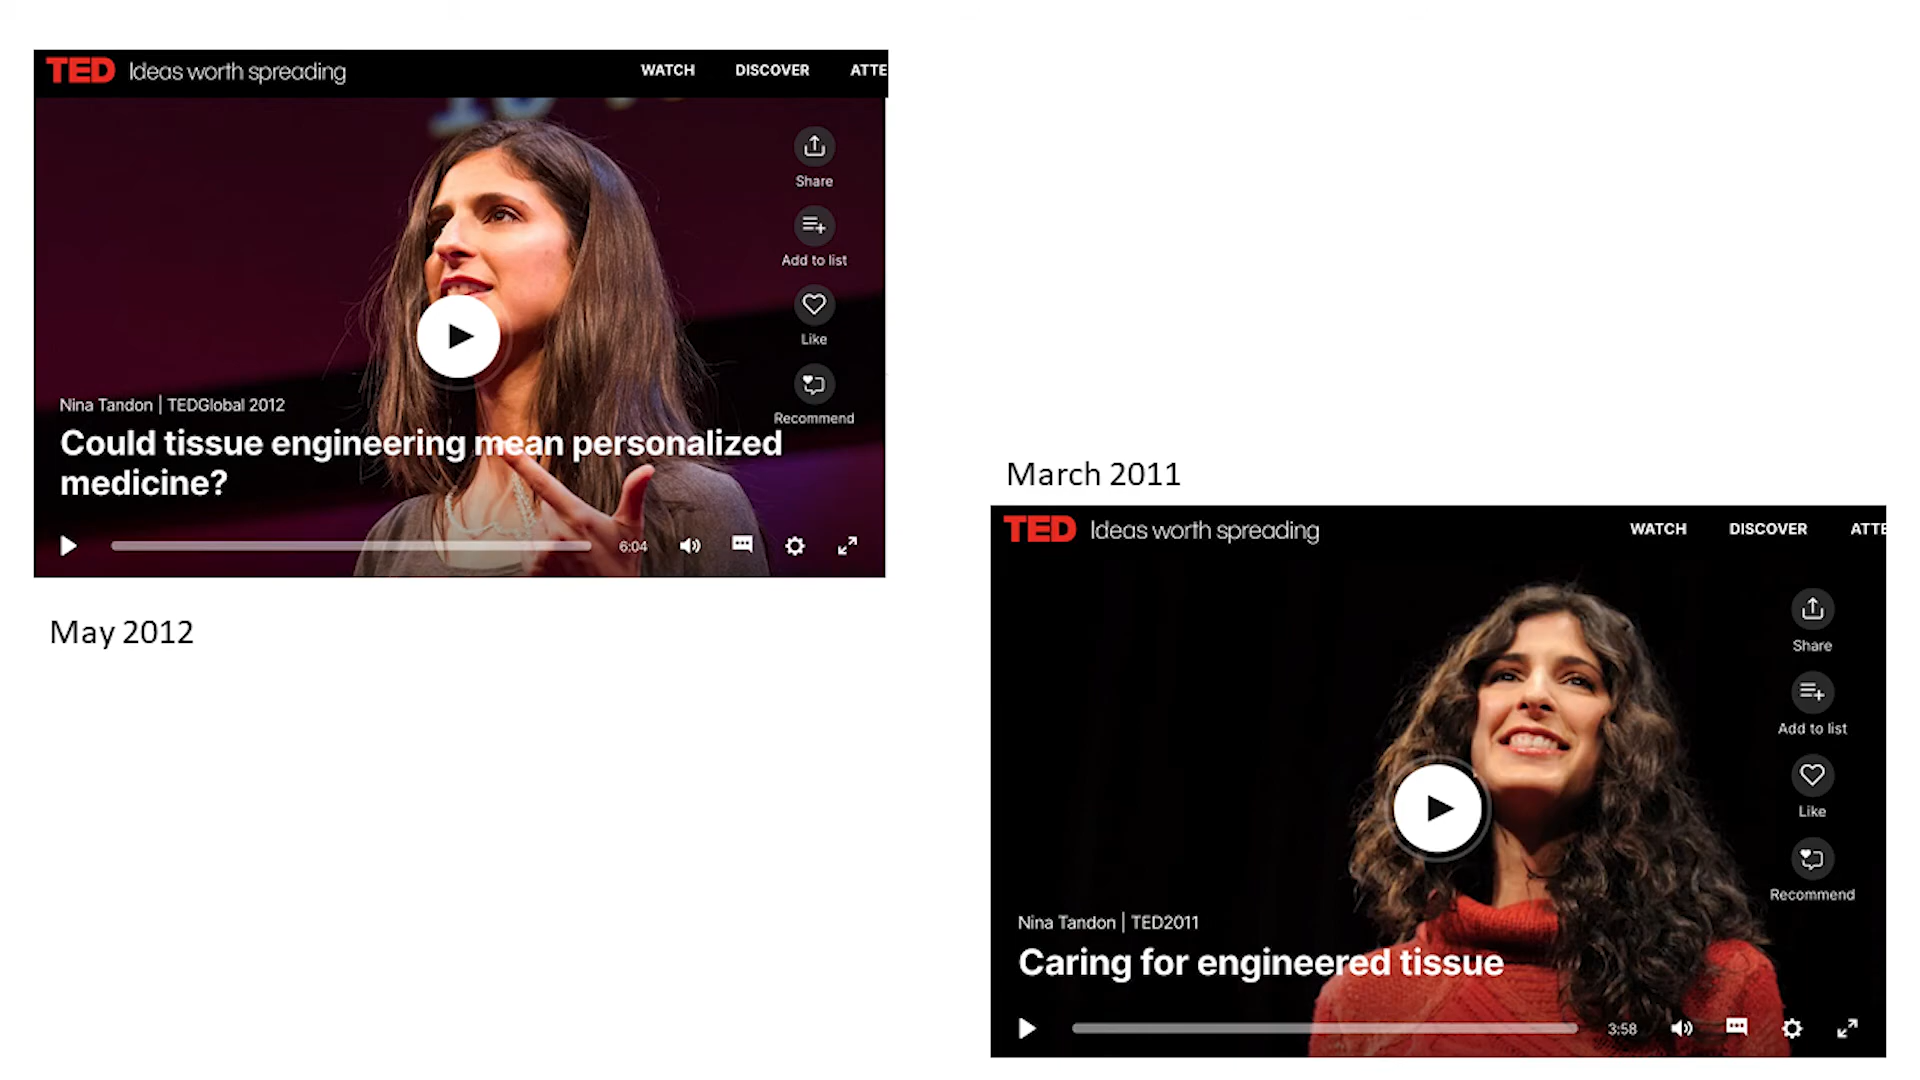 TED Ideas worth spreading WATCH DISCOVER ATTE
Share
Add to list
Like
Recommend
Nina Tandon | TEDGlobal 2012
Could tissue engineering mean personalized
medicine?
6:04
May 2012
March 2011
TED Ideas worth spreading WATCH DISCOVER ATTE
Share
Add to list
Like
Recommend
Nina Tandon | TED2011
Caring for engineered tissue
3:58